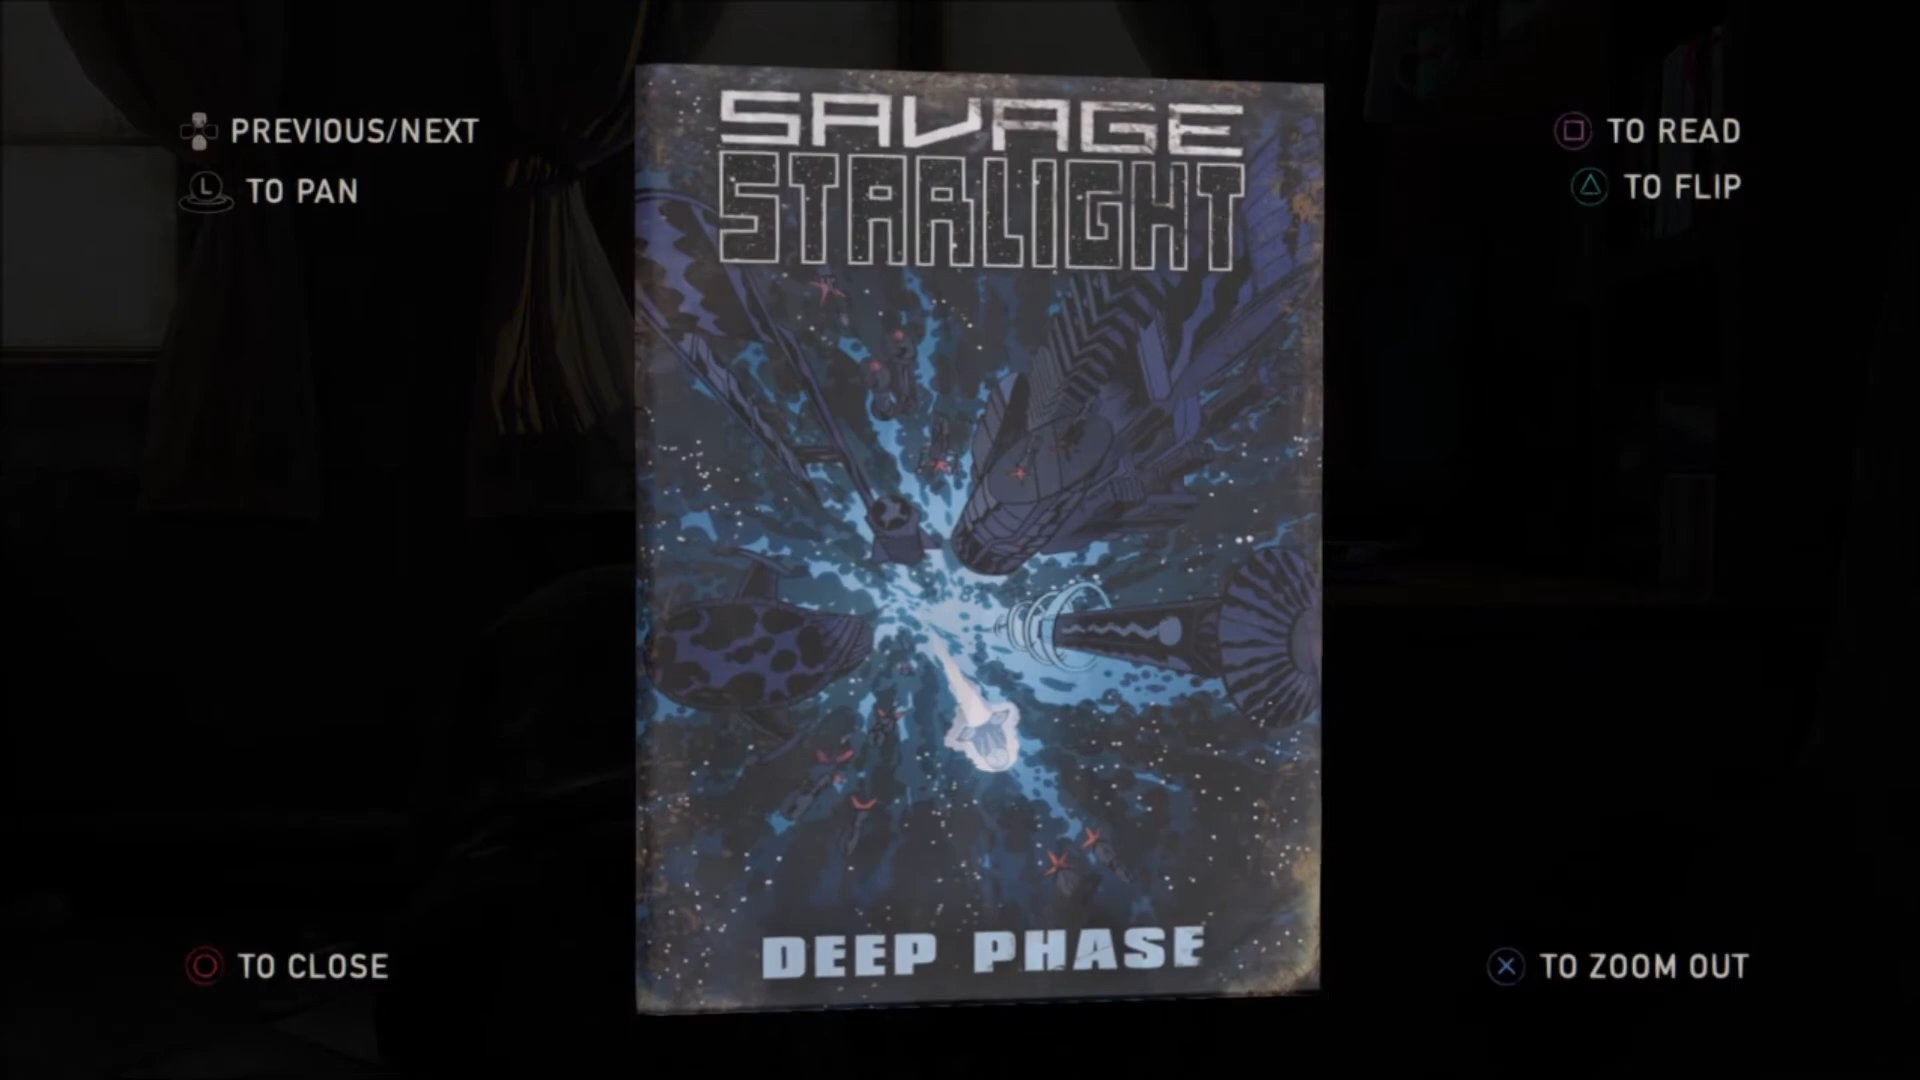 PREVIOUS/NEXT
L TO PAN
TO READ
TO FLIP
SAVAGE
STARLIGHT
DEEP PHASE
TO CLOSE
TO ZOOM OUT